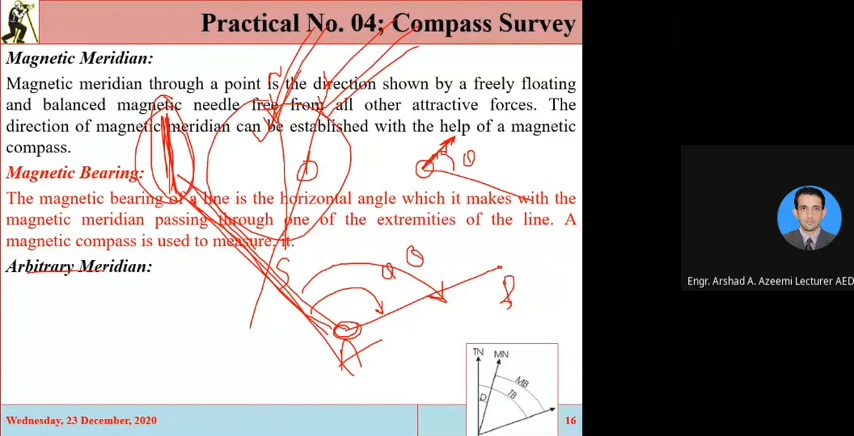 Practical No. 04; Compass Survey
Magnetic Meridian:
Magnetic meridian through a point is the direction shown by a freely floating
and balanced magnetic needle free from all other attractive forces. The
direction of magnetic meridian can be established with the help of a magnetic
compass.
Magnetic Bearing:
The magnetic bearing of a line is the horizontal angle which it makes with the
magnetic meridian passing through one of the extremities of the line. A
magnetic compass is used to measure it.
Arbitrary Meridian:
N
θ
S
θ
A
B
TN MN
MB
TB
D
Engr. Arshad A. Azeemi Lecturer AED
Wednesday, 23 December, 2020
16